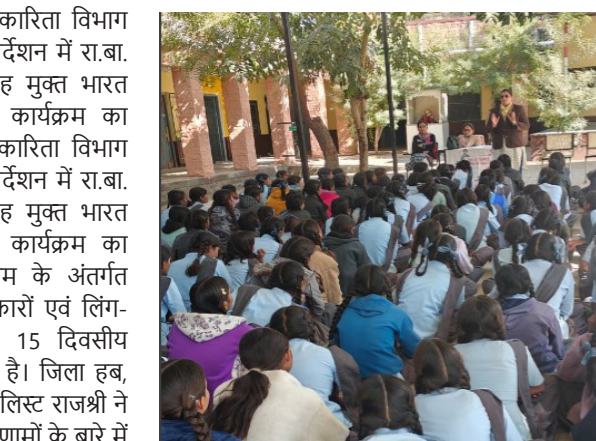 कारिता विभाग
र्देशन में रा.बा.
ह मुक्त भारत
कार्यक्रम का
कारिता विभाग
र्देशन में रा.बा.
ह मुक्त भारत
कार्यक्रम का
म के अंतर्गत
कारों एवं लिंग-
15 दिवसीय
है। जिला हब,
लिस्ट राजश्री ने
णामों के बारे में